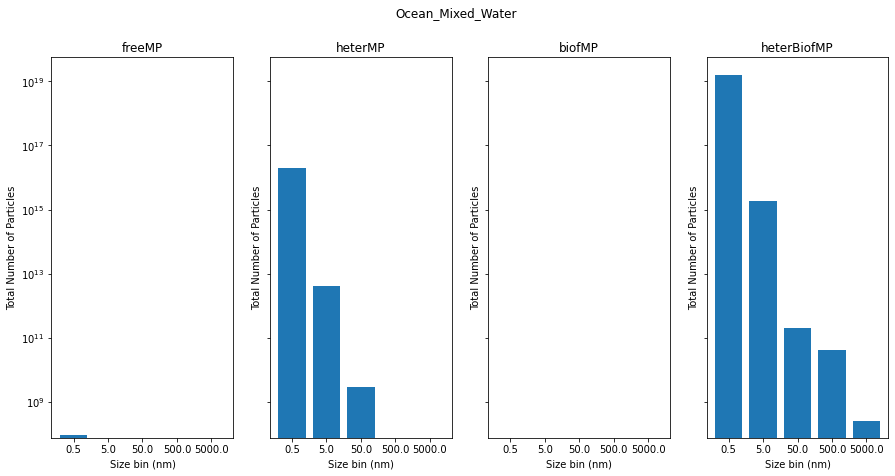 Ocean_Mixed_Water
freeMP
heterMP
biofMP
heterBiofMP
Total Number of Particles
10^19
10^17
10^15
10^13
10^11
10^9
0.5 5.0 50.0 500.0 5000.0
Size bin (nm)
Total Number of Particles
0.5 5.0 50.0 500.0 5000.0
Size bin (nm)
Total Number of Particles
0.5 5.0 50.0 500.0 5000.0
Size bin (nm)
Total Number of Particles
0.5 5.0 50.0 500.0 5000.0
Size bin (nm)